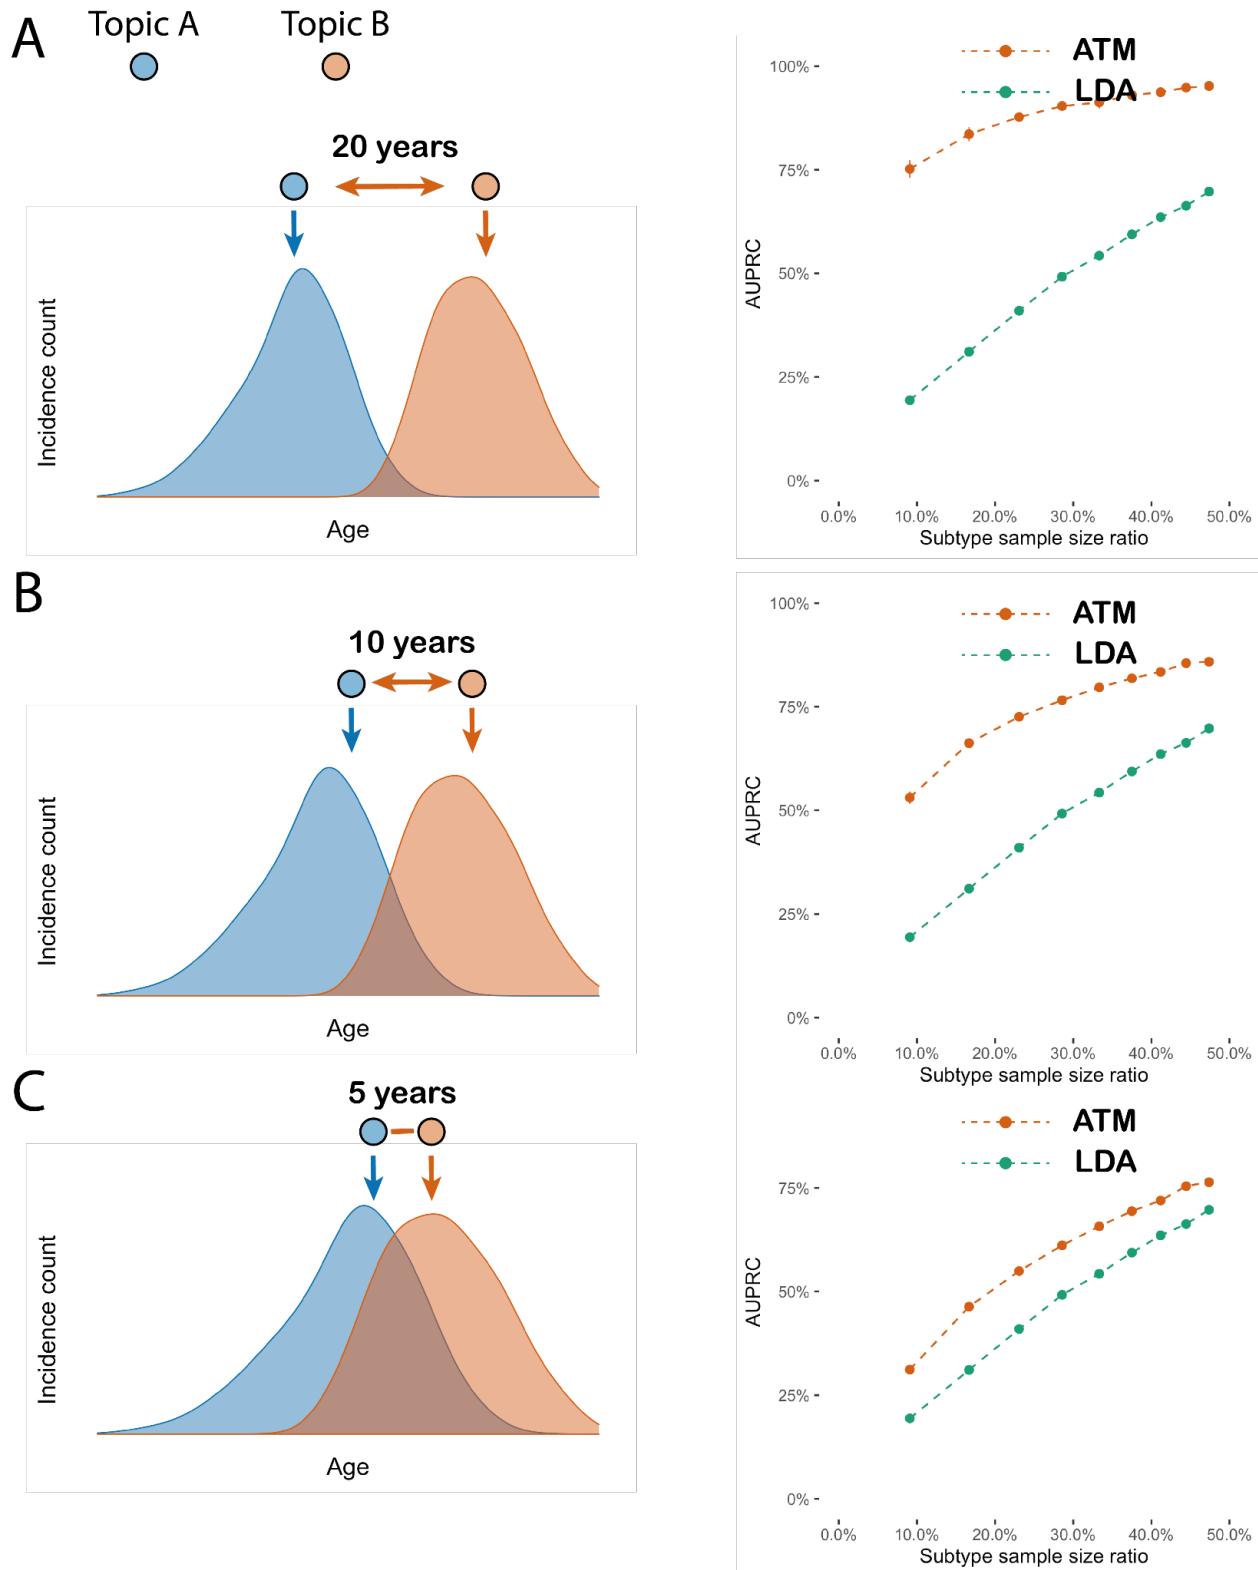 A
Topic A
Topic B
20 years
Incidence count
Age
ATM
LDA
100%
75%
50%
25%
0%
AUPRC
0.0%
10.0%
20.0%
30.0%
40.0%
50.0%
Subtype sample size ratio
B
10 years
Incidence count
Age
ATM
LDA
100%
75%
50%
25%
0%
AUPRC
0.0%
10.0%
20.0%
30.0%
40.0%
50.0%
Subtype sample size ratio
C
5 years
Incidence count
Age
ATM
LDA
75%
50%
25%
0%
AUPRC
0.0%
10.0%
20.0%
30.0%
40.0%
50.0%
Subtype sample size ratio